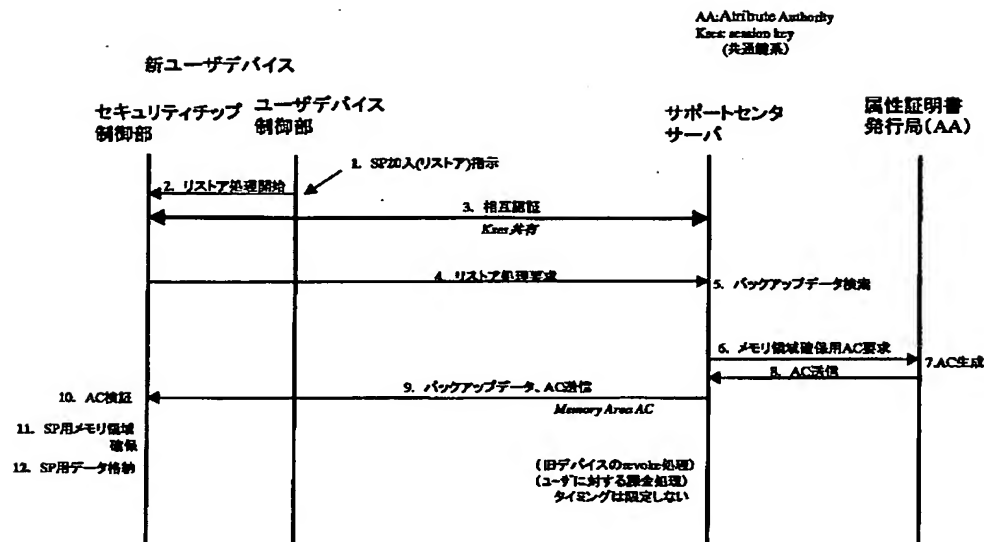 AA:Atribute Authority
Kses: session key
(共通鍵系)
新ユーザデバイス
セキュリティチップ
制御部
ユーザデバイス
制御部
サポートセンタ
サーバ
属性証明書
発行局(AA)
1. SP加入(リストア)指示
2. リストア処理開始
3. 相互認証
Kses共有
4. リストア処理要求
5. バックアップデータ検索
6. メモリ領域確保用AC要求
7.AC生成
8. AC送信
9. バックアップデータ、AC送信
Memory Area AC
10. AC検証
11. SP用メモリ領域
確保
12. SP用データ格納
(旧デバイスのrevoke処理)
(ユーザに対する課金処理)
タイミングは限定しない